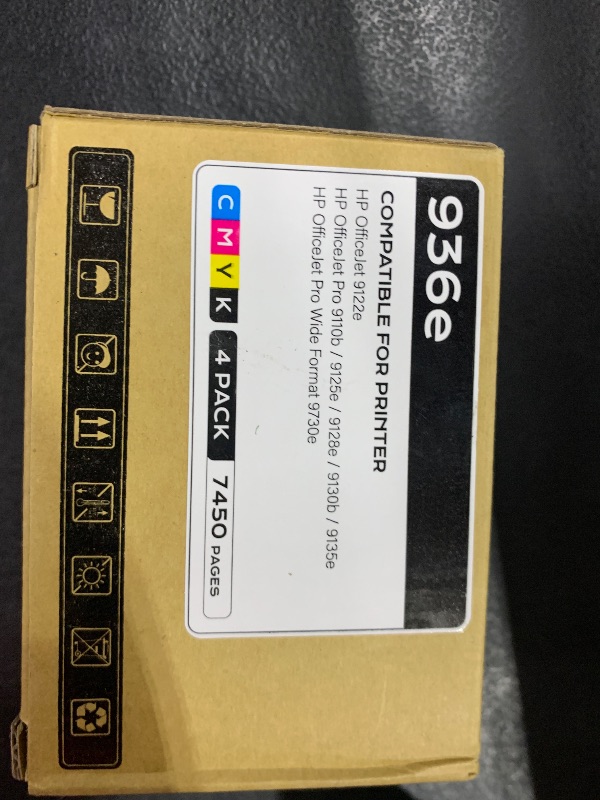 936e
COMPATIBLE FOR PRINTER
HP OfficeJet 9122e
HP OfficeJet Pro 9110b / 9125e / 9128e / 9130b / 9135e
HP OfficeJet Pro Wide Format 9730e
C M Y K 4 PACK 7450 PAGES